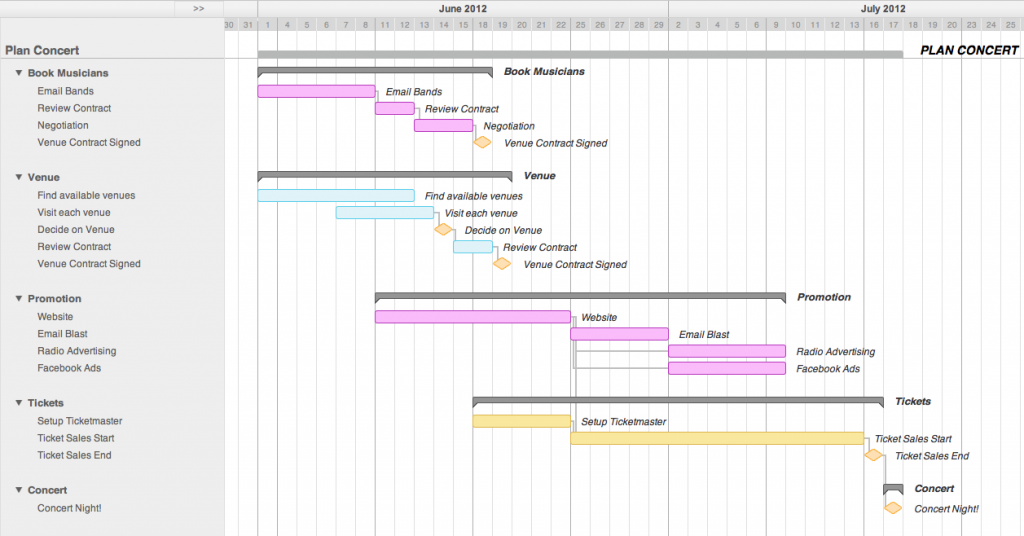 >> June 2012 July 2012
30 31 1 4 5 6 7 8 11 12 13 14 15 18 19 20 21 22 25 26 27 28 29 2 3 4 5 6 9 10 11 12 13 16 17 18 19 20 23 24 25
Plan Concert PLAN CONCERT
Book Musicians Book Musicians
Email Bands Email Bands
Review Contract Review Contract
Negotiation Negotiation
Venue Contract Signed Venue Contract Signed
Venue Venue
Find available venues Find available venues
Visit each venue Visit each venue
Decide on Venue Decide on Venue
Review Contract Review Contract
Venue Contract Signed Venue Contract Signed
Promotion Promotion
Website Website
Email Blast Email Blast
Radio Advertising Radio Advertising
Facebook Ads Facebook Ads
Tickets Tickets
Setup Ticketmaster Setup Ticketmaster
Ticket Sales Start Ticket Sales Start
Ticket Sales End Ticket Sales End
Concert Concert
Concert Night! Concert Night!